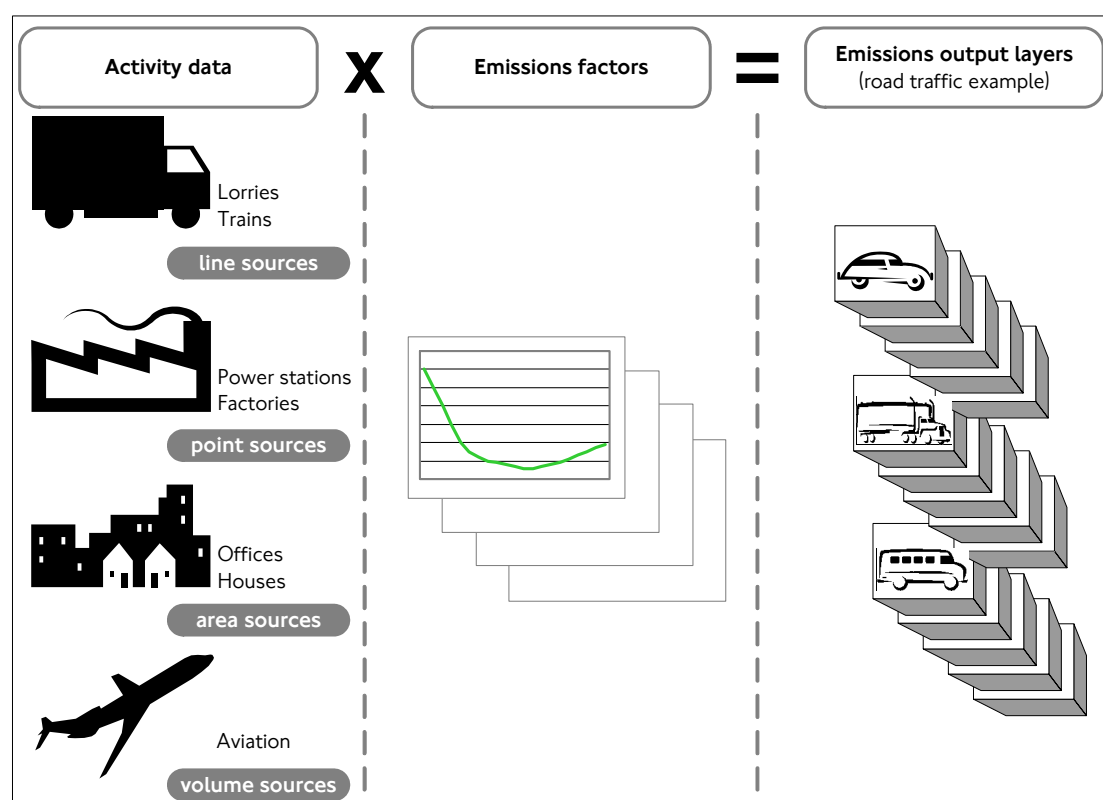 Activity data
X
Emissions factors
=
Emissions output layers
(road traffic example)
Lorries
Trains
line sources
Power stations
Factories
point sources
Offices
Houses
area sources
Aviation
volume sources